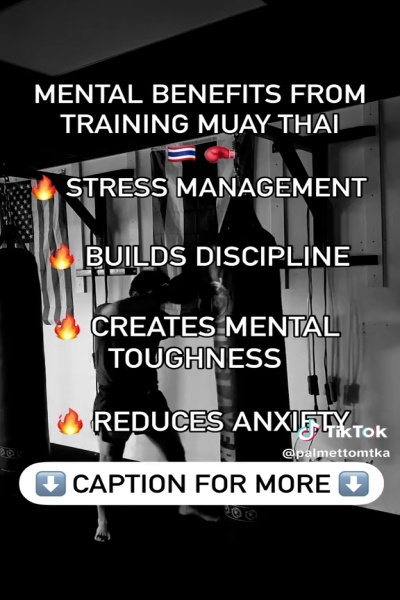 MENTAL BENEFITS FROM
TRAINING MUAY THAI
🇹🇭 🥊
🔥 STRESS MANAGEMENT
🔥 BUILDS DISCIPLINE
🔥 CREATES MENTAL
TOUGHNESS
🔥 REDUCES ANXIETY
TikTok
@palmettomtka
⬇️ CAPTION FOR MORE ⬇️